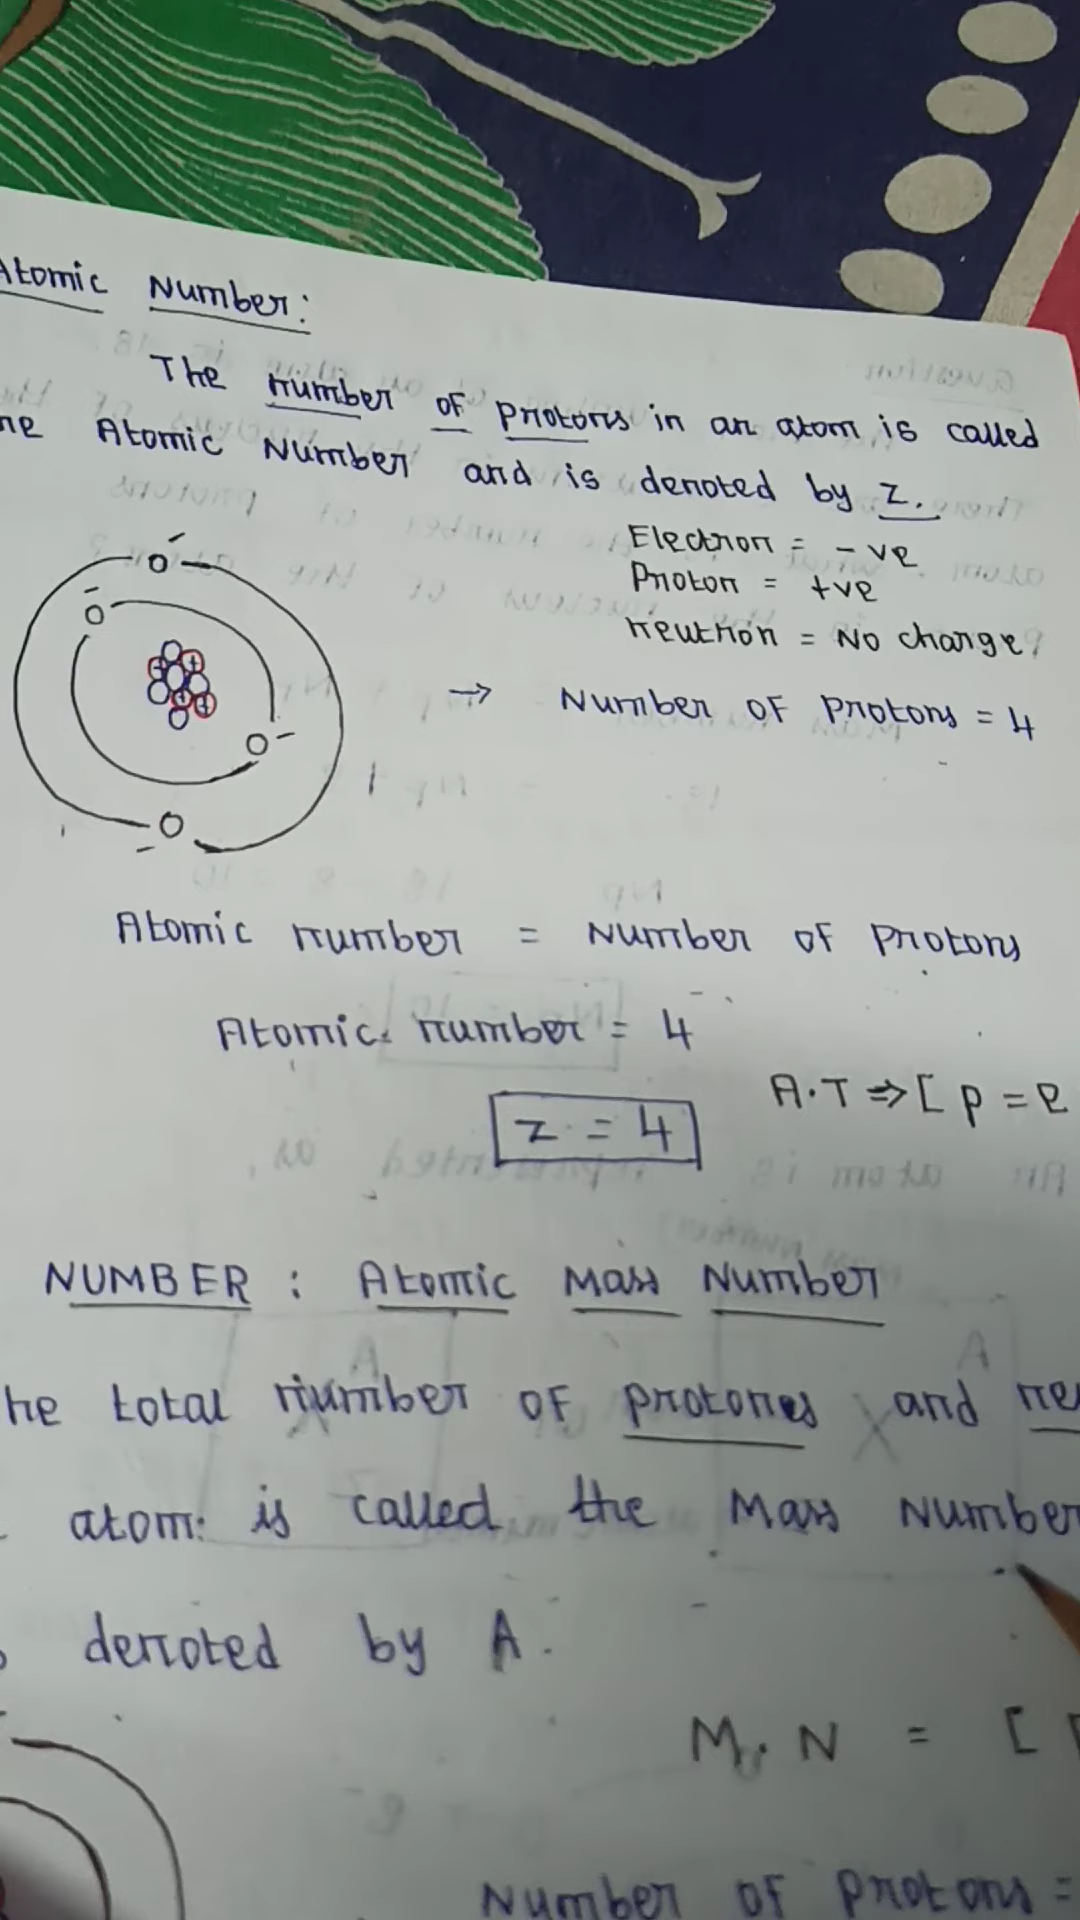 Atomic Number:
The number of protons in an atom is called
Atomic Number and is denoted by Z.
Electron = -ve
Proton = +ve
Neutron = No charge
→ Number of protons = 4
Atomic number = Number of protons
Atomic number = 4
Z = 4
A.T ⇒ [ P = e
NUMBER : Atomic Mass Number
total number of protones and
atom is called the Mass Number
denoted by A.
M. N = [
Number of protons =